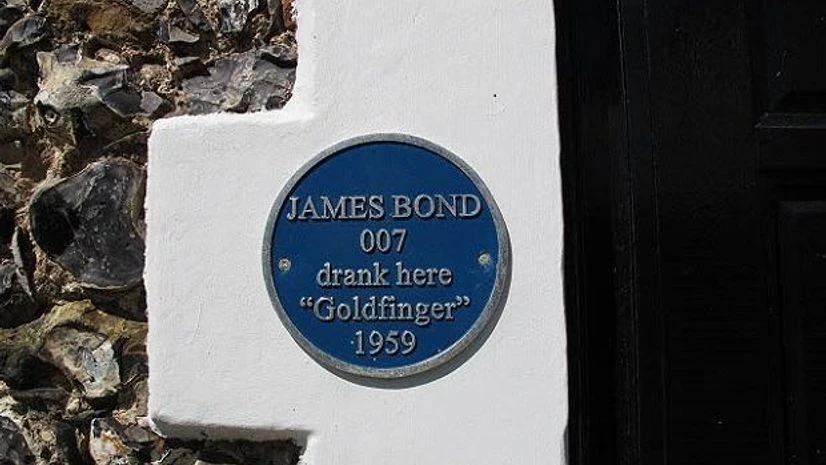 JAMES BOND
007
drank here
“Goldfinger”
1959